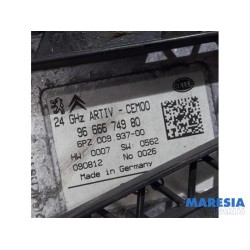 24 GHz ARTIV - CEMOO
96 666 749 80
6PZ 009 937-00
HW 0007 SW: 0562
090812 No 0026
Made in Germany
MARESIA